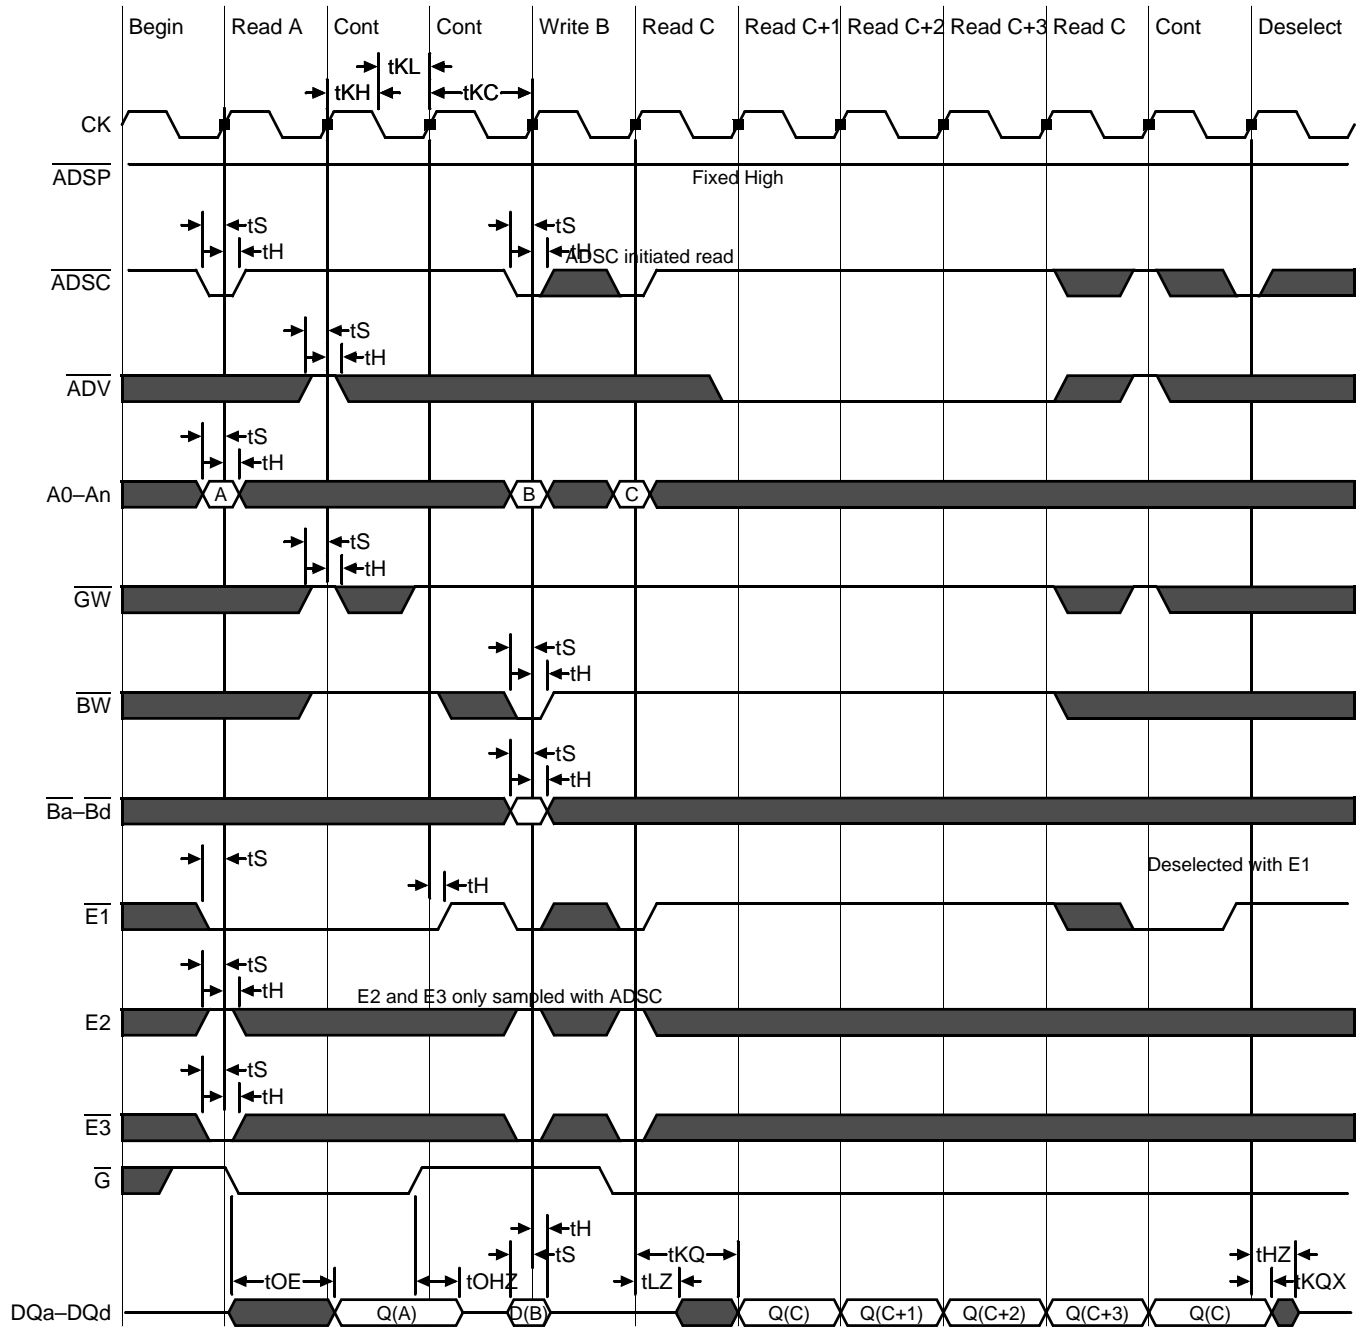 Begin Read A Cont Cont Write B Read C Read C+1 Read C+2 Read C+3 Read C Cont Deselect
tKL
tKH tKC
CK
ADSP
Fixed High
tS tS
tH tH
ADSC initiated read
ADSC
tS
tH
ADV
tS
tH
A0–An A B C
tS
tH
GW
tS
tH
BW
tS
tH
Ba–Bd
tS Deselected with E1
tH
E1
tS
tH
E2 and E3 only sampled with ADSC
E2
tS
tH
E3
G
tH
tS tKQ tHZ
tOE tOHZ tLZ tKQX
DQa–DQd Q(A) D(B) Q(C) Q(C+1) Q(C+2) Q(C+3) Q(C)